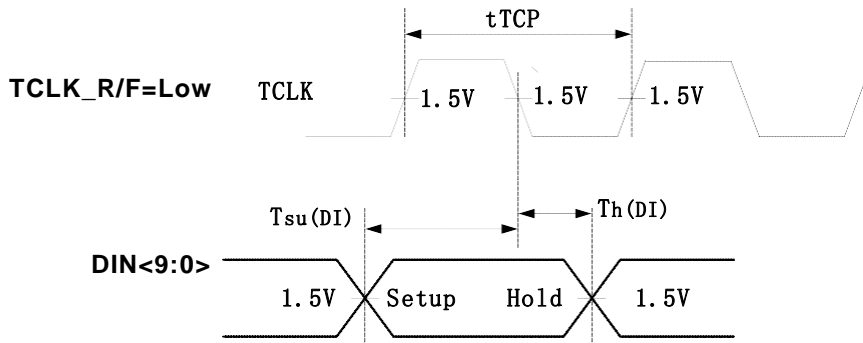 tTCP
TCLK_R/F=Low TCLK 1.5V 1.5V 1.5V
Tsu(DI) Th(DI)
DIN<9:0>
1.5V Setup Hold 1.5V